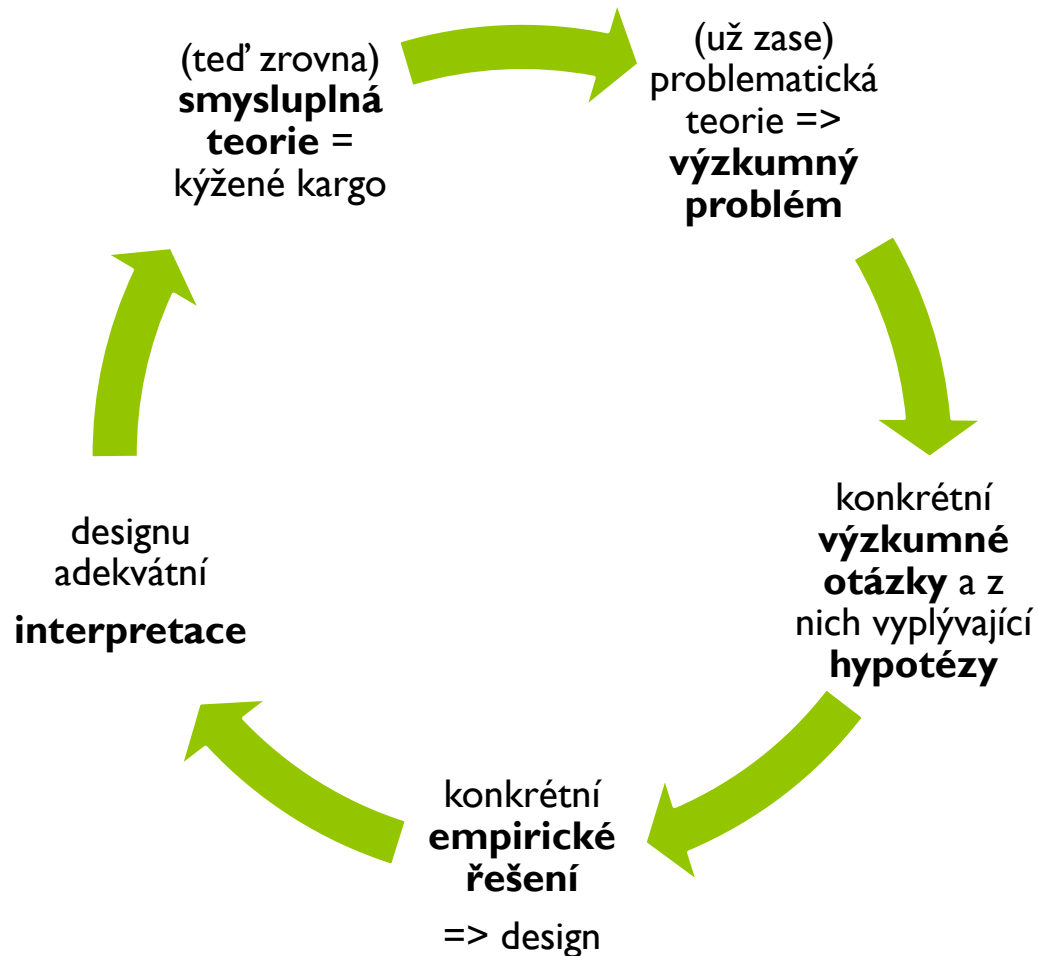 (teď zrovna)
smysluplná
teorie =
kýžené kargo
(už zase)
problematická
teorie =>
výzkumný
problém
konkrétní
výzkumné
otázky a z
nich vyplývající
hypotézy
konkrétní
empirické
řešení
=> design
designu
adekvátní
interpretace